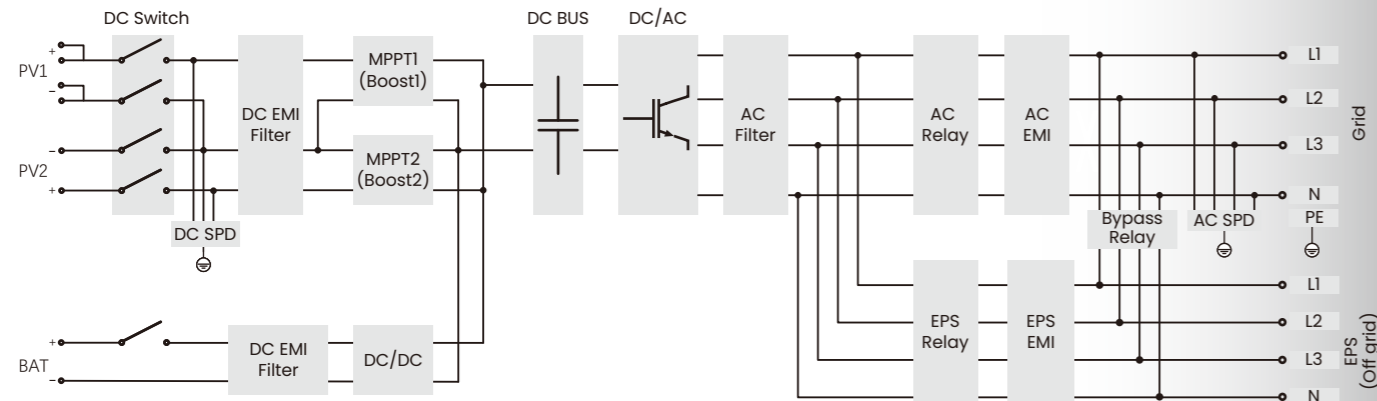 DC Switch
DC BUS
DC/AC
+
PV1
−
−
PV2
+
DC EMI
Filter
MPPT1
(Boost1)
MPPT2
(Boost2)
DC SPD
AC
Filter
AC
Relay
AC
EMI
L1
L2
L3
N
PE
Grid
Bypass
Relay
AC SPD
+
BAT
−
DC EMI
Filter
DC/DC
EPS
Relay
EPS
EMI
L1
L2
L3
N
EPS
(Off grid)